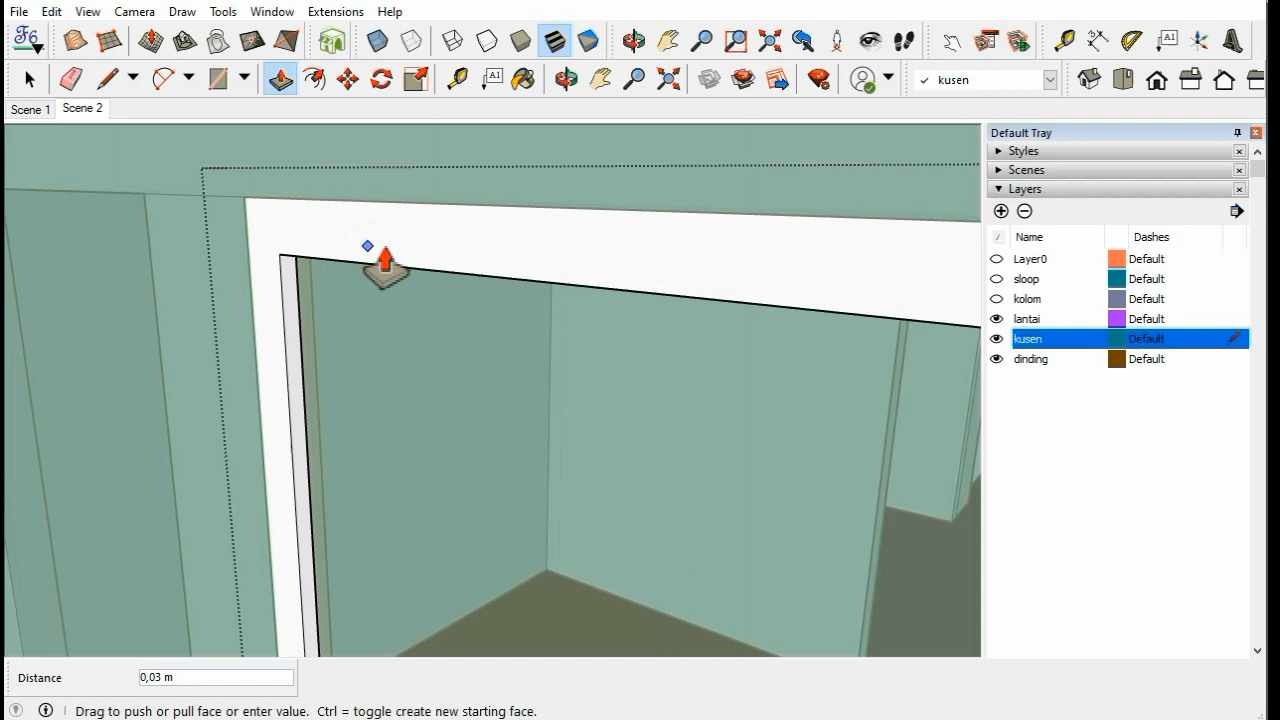 File Edit View Camera Draw Tools Window Extensions Help
A1
A1
kusen
Scene 1 Scene 2
Default Tray
Styles
Scenes
Layers
Name Dashes
Layer0 Default
sloop Default
kolom Default
lantai Default
kusen Default
dinding Default
Distance 0,03 m
Drag to push or pull face or enter value. Ctrl = toggle create new starting face.